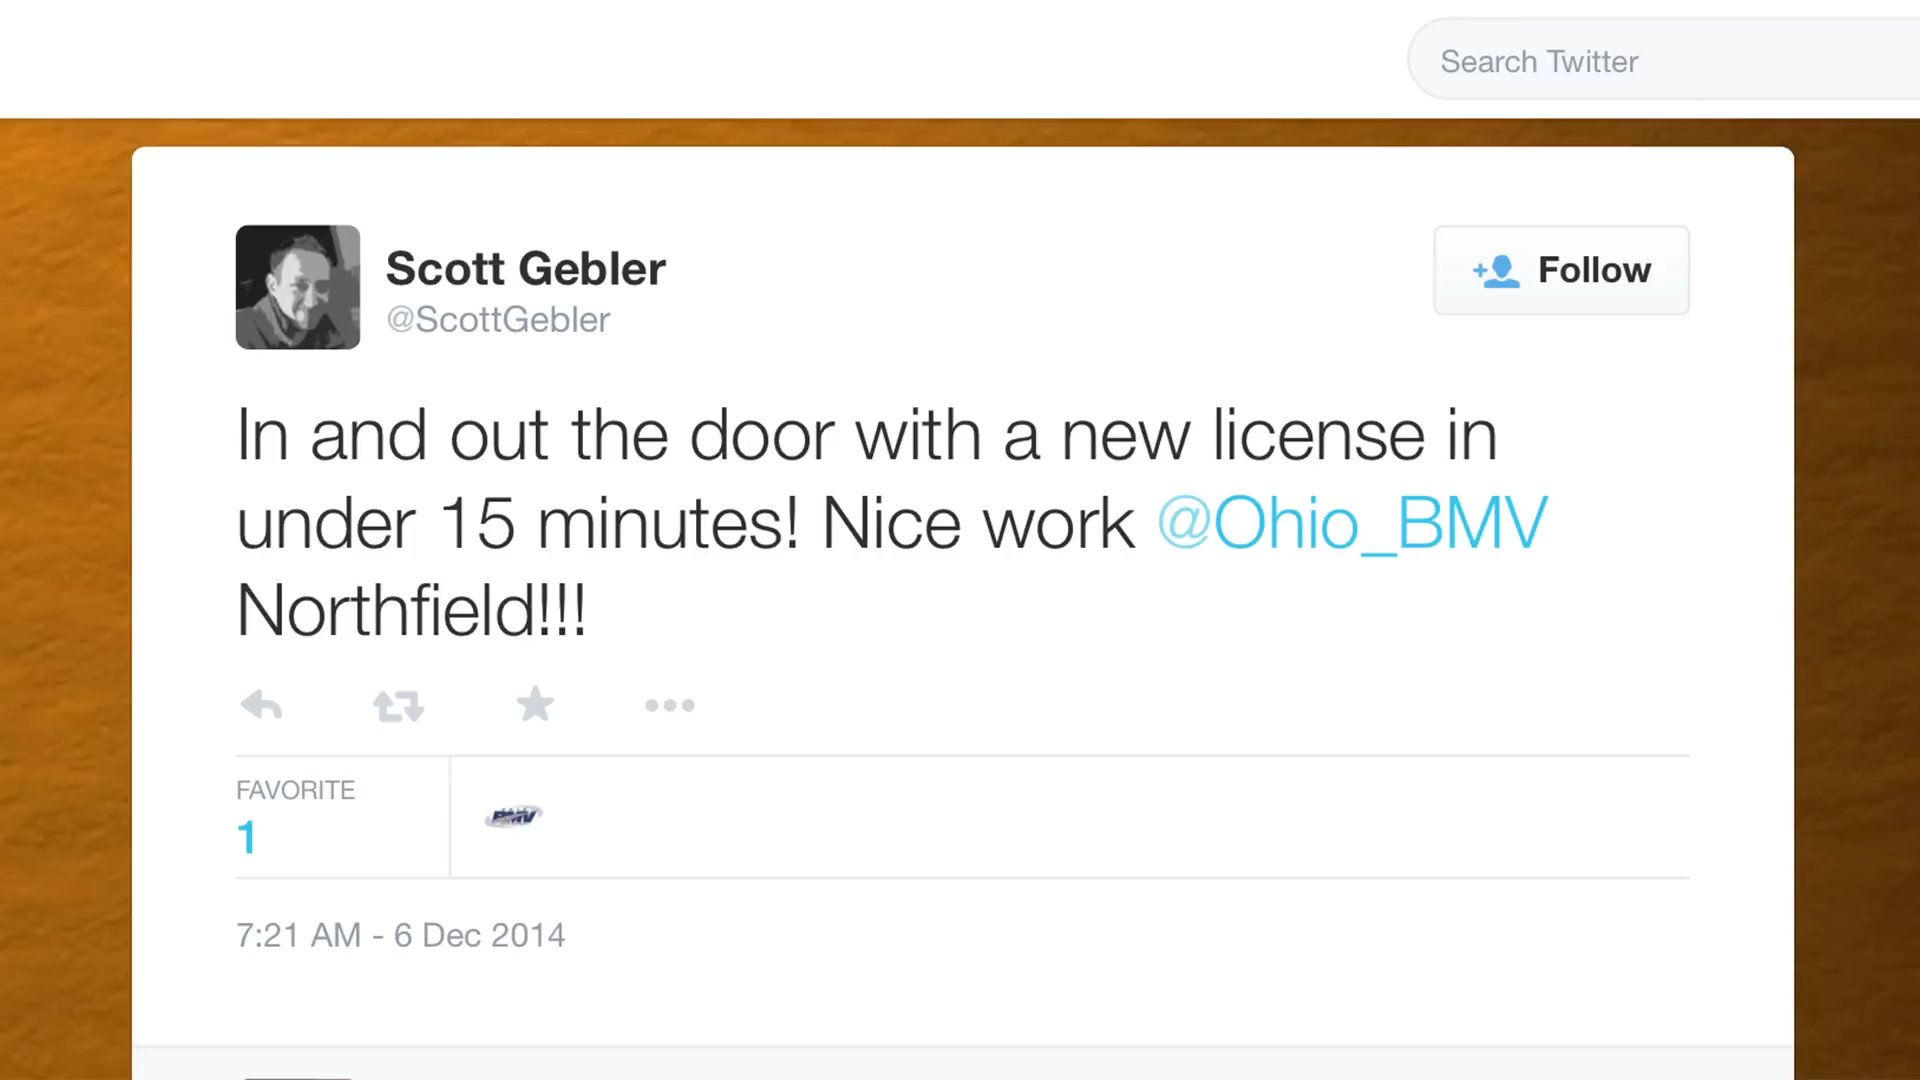 Search Twitter
Scott Gebler
@ScottGebler
Follow
In and out the door with a new license in
under 15 minutes! Nice work @Ohio_BMV
Northfield!!!
FAVORITE
1
BMV
7:21 AM - 6 Dec 2014